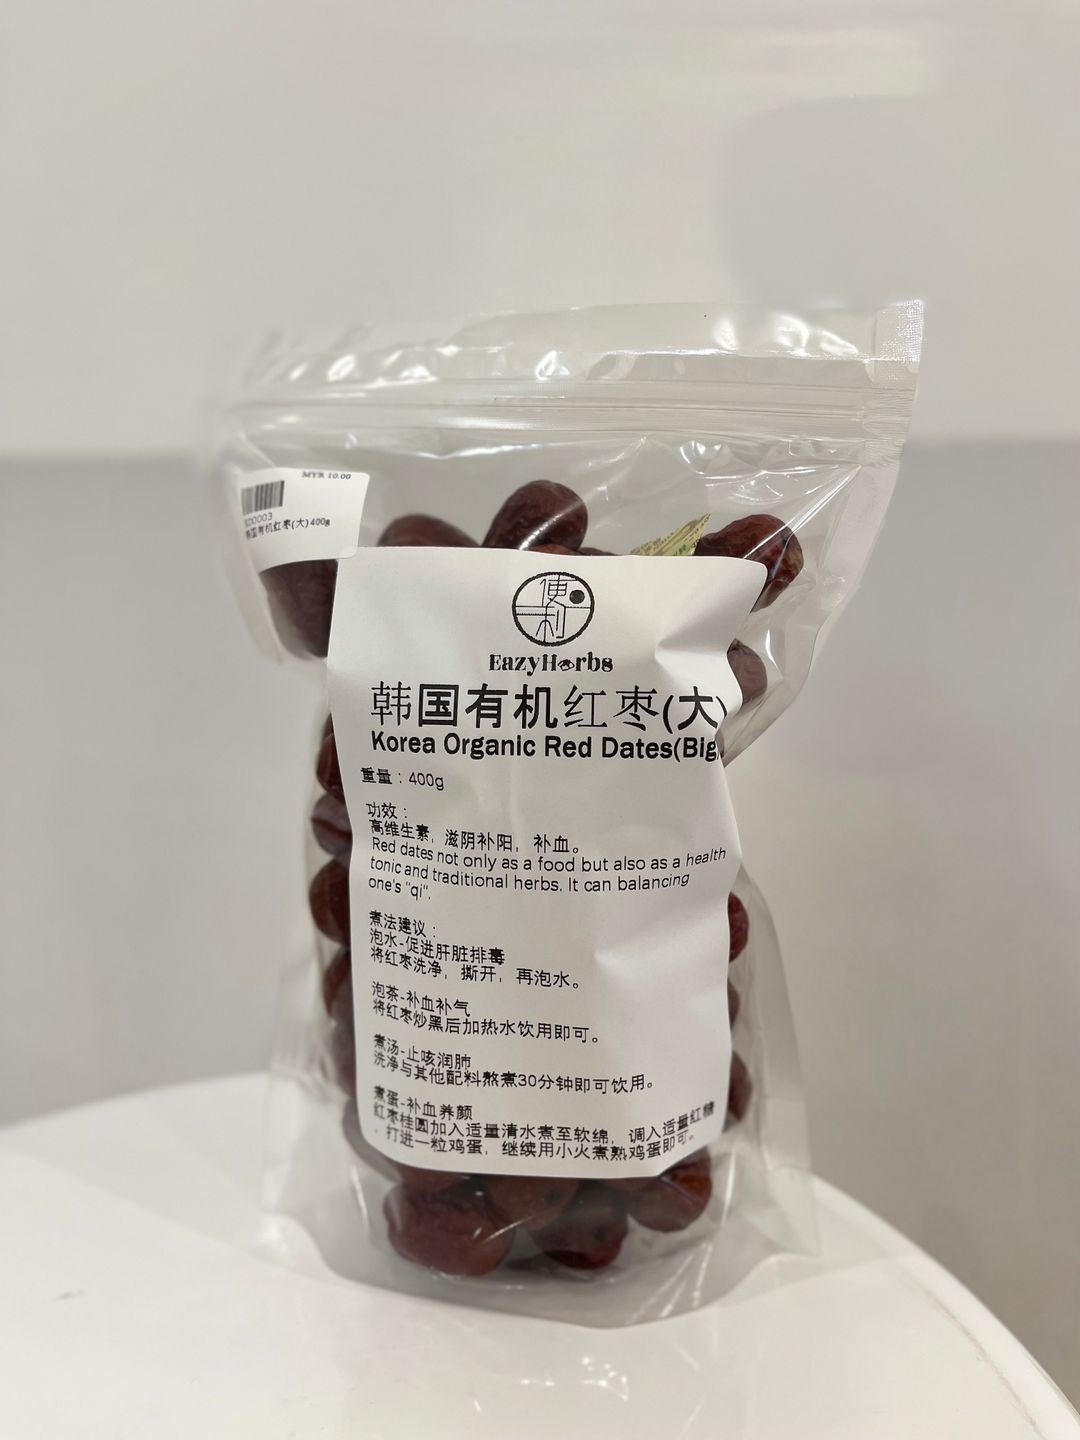 MYR 10.00
韩国有机红枣(大)400g
便利
EazyHerbs
韩国有机红枣(大)
Korea Organic Red Dates(Big
重量：400g
功效：
高维生素，滋阴补阳，补血。
Red dates not only as a food but also as a health
tonic and traditional herbs. It can balancing
one's "qi".
煮法建议：
泡水-促进肝脏排毒
将红枣洗净，撕开，再泡水。
泡茶-补血补气
将红枣炒黑后加热水饮用即可。
煮汤-止咳润肺
洗净与其他配料熬煮30分钟即可饮用。
煮蛋-补血养颜
红枣桂圆加入适量清水煮至软绵，调入适量红糖
，打进一粒鸡蛋，继续用小火煮熟鸡蛋即可。